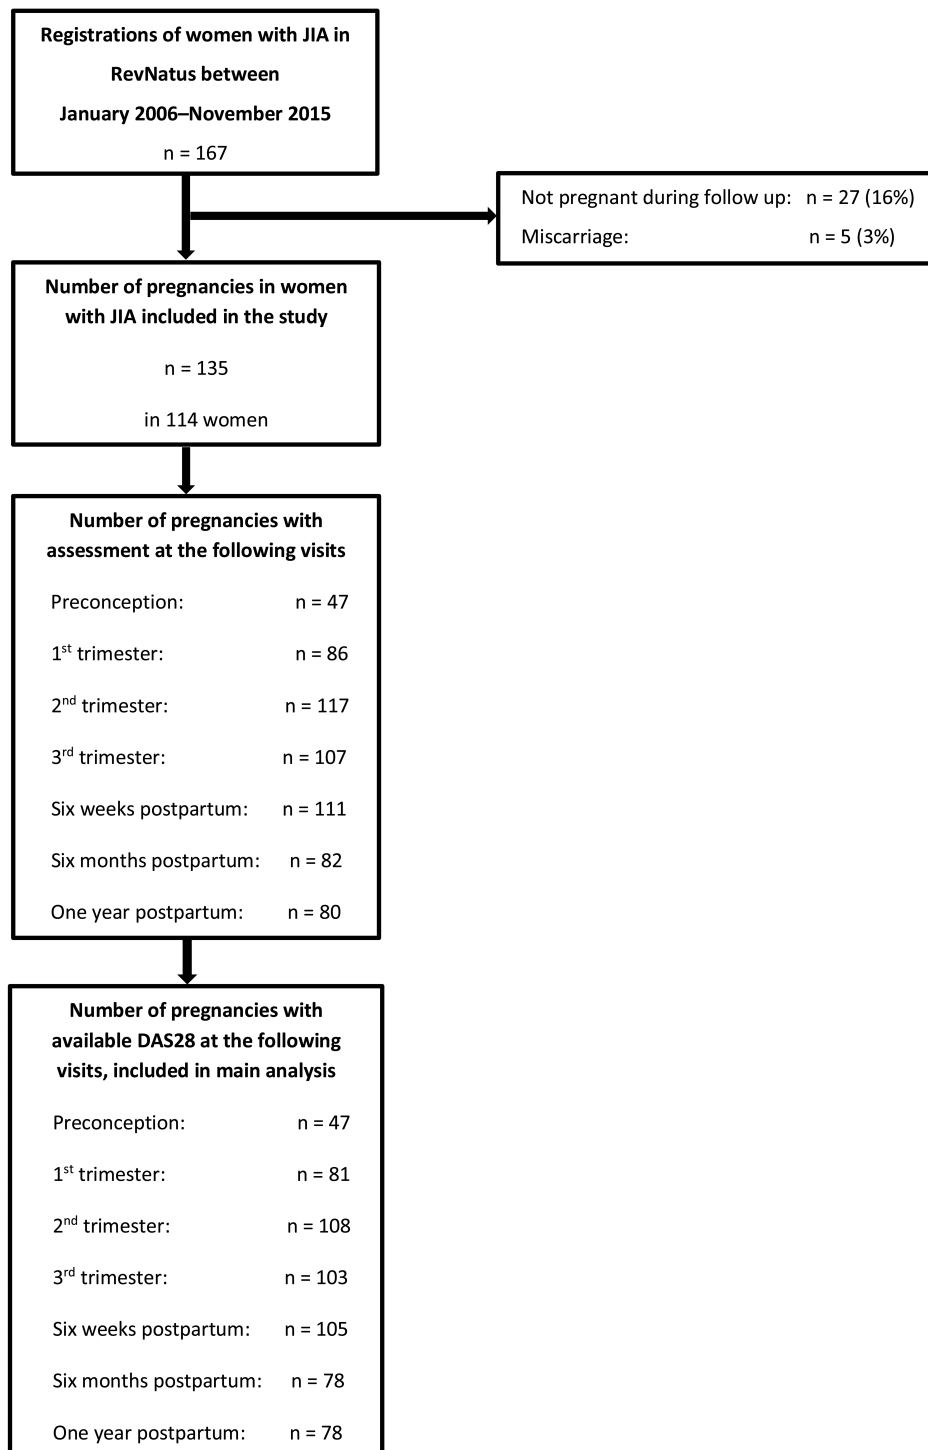 Registrations of women with JIA in
RevNatus between
January 2006–November 2015
n = 167
Not pregnant during follow up: n = 27 (16%)
Miscarriage: n = 5 (3%)
Number of pregnancies in women
with JIA included in the study
n = 135
in 114 women
Number of pregnancies with
assessment at the following visits
Preconception: n = 47
1st trimester: n = 86
2nd trimester: n = 117
3rd trimester: n = 107
Six weeks postpartum: n = 111
Six months postpartum: n = 82
One year postpartum: n = 80
Number of pregnancies with
available DAS28 at the following
visits, included in main analysis
Preconception: n = 47
1st trimester: n = 81
2nd trimester: n = 108
3rd trimester: n = 103
Six weeks postpartum: n = 105
Six months postpartum: n = 78
One year postpartum: n = 78